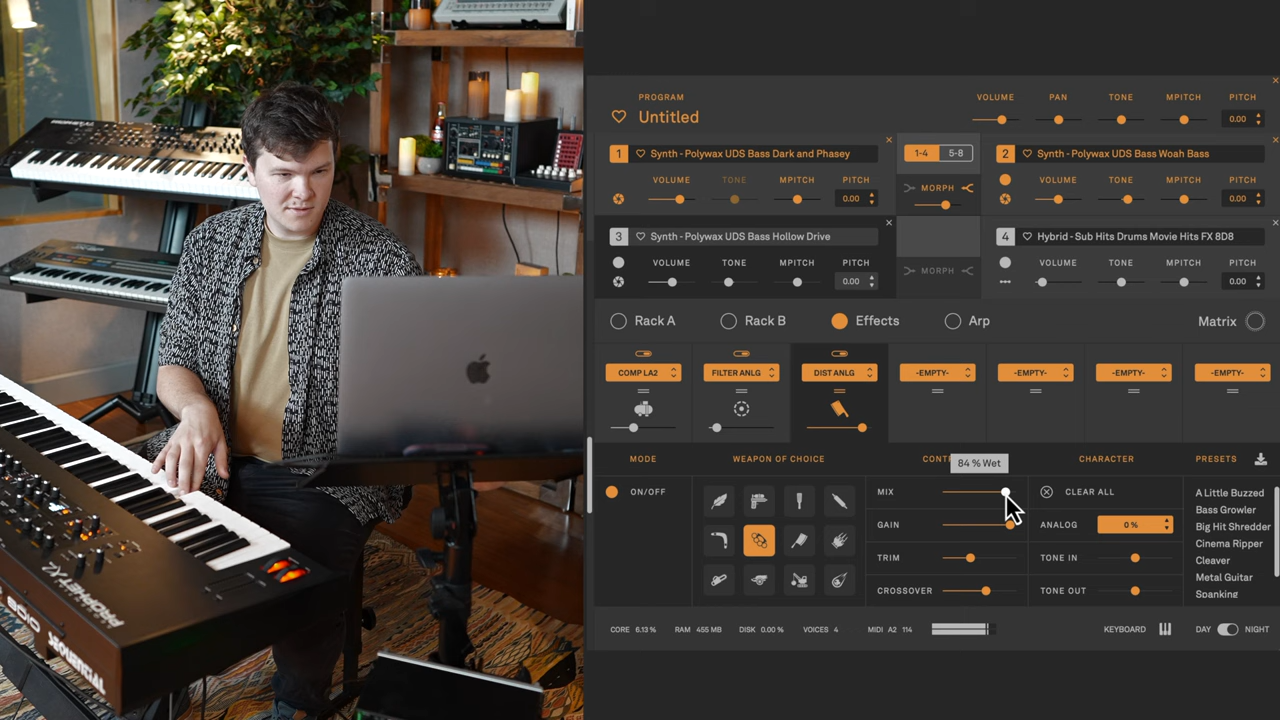 PROGRAM
Untitled
VOLUME PAN TONE MPITCH PITCH
0.00
1 Synth - Polywax UDS Bass Dark and Phasey
VOLUME TONE MPITCH PITCH
0.00
1-4 5-8
MORPH
2 Synth - Polywax UDS Bass Woah Bass
VOLUME TONE MPITCH PITCH
0.00
3 Synth - Polywax UDS Bass Hollow Drive
VOLUME TONE MPITCH PITCH
0.00
MORPH
4 Hybrid - Sub Hits Drums Movie Hits FX 8D8
VOLUME TONE MPITCH PITCH
0.00
Rack A Rack B Effects Arp Matrix
COMP LA2 FILTER ANLG DIST ANLG -EMPTY- -EMPTY- -EMPTY- -EMPTY-
MODE
ON/OFF
WEAPON OF CHOICE
84 % Wet
MIX
GAIN
TRIM
CROSSOVER
CHARACTER
CLEAR ALL
ANALOG 0 %
TONE IN
TONE OUT
PRESETS
A Little Buzzed
Bass Growler
Big Hit Shredder
Cinema Ripper
Cleaver
Metal Guitar
Spanking
CORE 6.13 % RAM 455 MB DISK 0.00 % VOICES 4 MIDI A2 114 KEYBOARD DAY NIGHT
PROPHET X
SEQUENTIAL